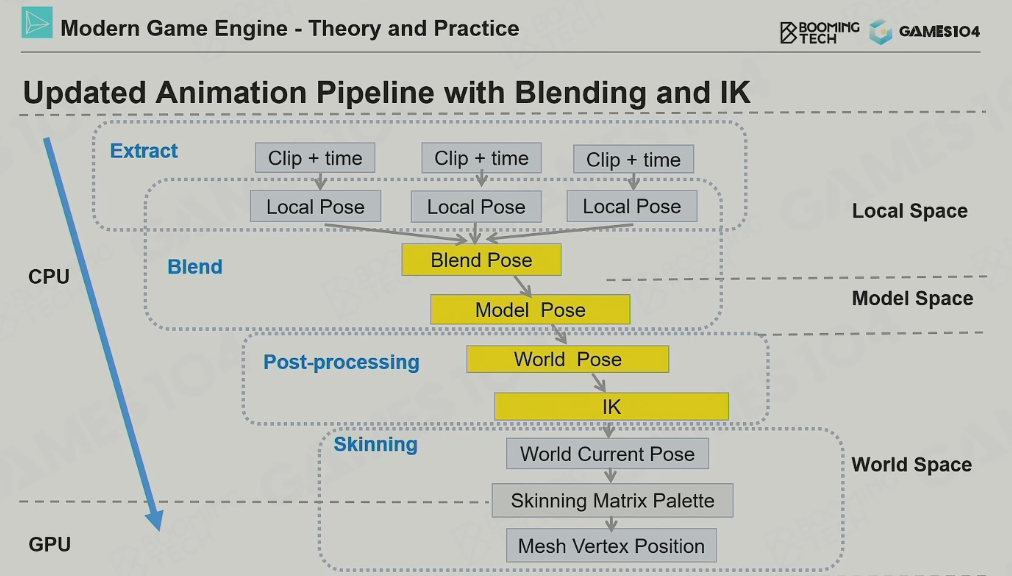 Modern Game Engine - Theory and Practice
BOOMING
TECH
GAMES104
Updated Animation Pipeline with Blending and IK
Extract
Clip + time
Clip + time
Clip + time
Local Pose
Local Pose
Local Pose
Local Space
Blend
Blend Pose
CPU
Model Pose
Model Space
Post-processing
World Pose
IK
Skinning
World Current Pose
World Space
Skinning Matrix Palette
GPU
Mesh Vertex Position